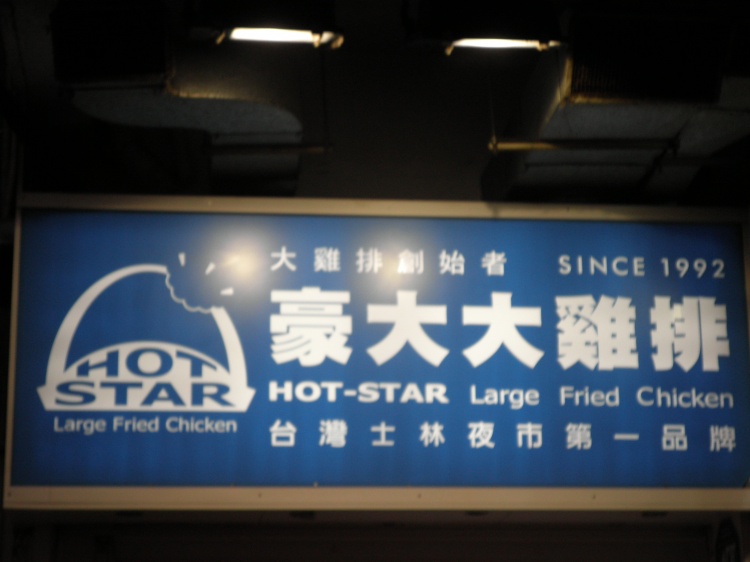 HOT
STAR
Large Fried Chicken
大雞排創始者 SINCE 1992
豪大大雞排
HOT-STAR Large Fried Chicken
台灣士林夜市第一品牌